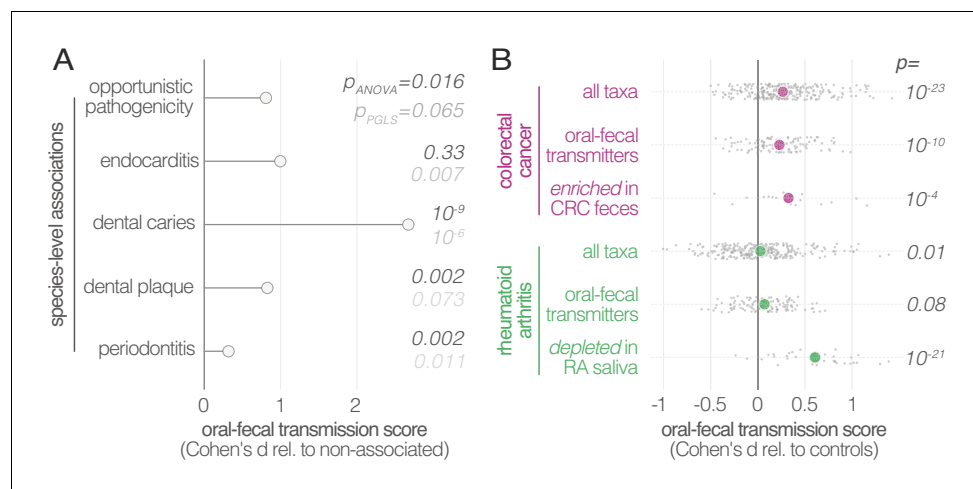 A
opportunistic
pathogenicity
endocarditis
dental caries
dental plaque
periodontitis
species-level associations
pANOVA=0.016
pPGLS=0.065
0.33
0.007
10-9
10-6
0.002
0.073
0.002
0.011
0 1 2
oral-fecal transmission score
(Cohen's d rel. to non-associated)
B
p=
colorectal
cancer
all taxa
10-23
oral-fecal
transmitters
10-10
enriched in
CRC feces
10-4
rheumatoid
arthritis
all taxa
0.01
oral-fecal
transmitters
0.08
depleted in
RA saliva
10-21
-1 -0.5 0 0.5 1
oral-fecal transmission score
(Cohen's d rel. to controls)